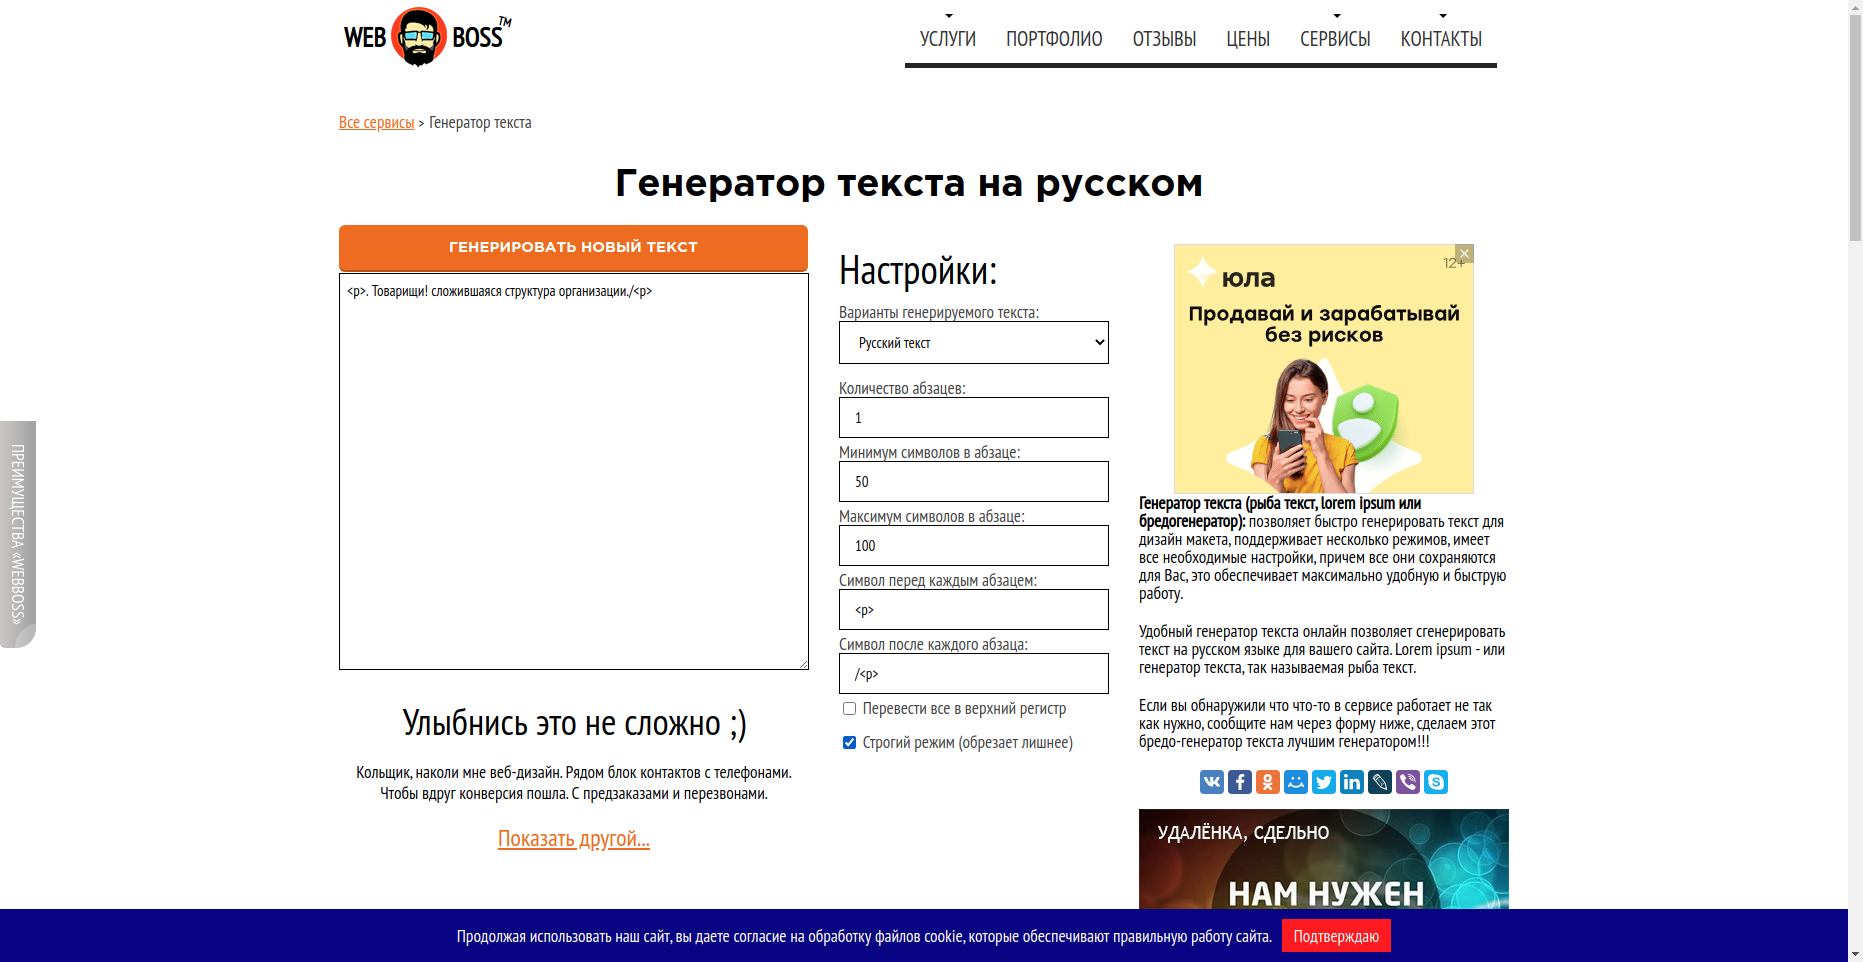 WEB BOSS™
УСЛУГИ ПОРТФОЛИО ОТЗЫВЫ ЦЕНЫ СЕРВИСЫ КОНТАКТЫ
Все сервисы > Генератор текста
Генератор текста на русском
ГЕНЕРИРОВАТЬ НОВЫЙ ТЕКСТ
<p>. Товарищи! сложившаяся структура организации./<p>
Улыбнись это не сложно ;)
Кольщик, наколи мне веб-дизайн. Рядом блок контактов с телефонами.
Чтобы вдруг конверсия пошла. С предзаказами и перезвонами.
Показать другой...
Настройки:
Варианты генерируемого текста:
Русский текст
Количество абзацев:
1
Минимум символов в абзаце:
50
Максимум символов в абзаце:
100
Символ перед каждым абзацем:
<p>
Символ после каждого абзаца:
/<p>
Перевести все в верхний регистр
Строгий режим (обрезает лишнее)
12+
юла
Продавай и зарабатывай
без рисков
Генератор текста (рыба текст, lorem ipsum или
бредогенератор): позволяет быстро генерировать текст для
дизайн макета, поддерживает несколько режимов, имеет
все необходимые настройки, причем все они сохраняются
для Вас, это обеспечивает максимально удобную и быструю
работу.
Удобный генератор текста онлайн позволяет сгенерировать
текст на русском языке для вашего сайта. Lorem ipsum - или
генератор текста, так называемая рыба текст.
Если вы обнаружили что что-то в сервисе работает не так
как нужно, сообщите нам через форму ниже, сделаем этот
бредо-генератор текста лучшим генератором!!!
УДАЛЁНКА, СДЕЛЬНО
НАМ НУЖЕН
ПРЕИМУЩЕСТВА «WEBBOSS»
Продолжая использовать наш сайт, вы даете согласие на обработку файлов cookie, которые обеспечивают правильную работу сайта. Подтверждаю